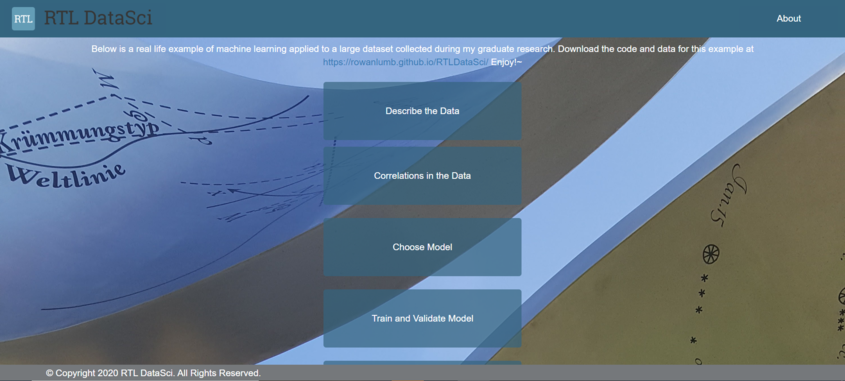 RTL
RTL DataSci
About
Below is a real life example of machine learning applied to a large dataset collected during my graduate research. Download the code and data for this example at
https://rowanlumb.github.io/RTLDataSci/ Enjoy!~
Describe the Data
Krümmungstyp
Weltlinie
Correlations in the Data
Jan.15
Choose Model
Train and Validate Model
© Copyright 2020 RTL DataSci. All Rights Reserved.